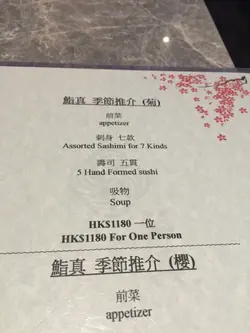 鮨真 季節推介 (菊)
前菜
appetizer
刺身 七款
Assorted Sashimi for 7 Kinds
壽司 五貫
5 Hand Formed sushi
吸物
Soup
HK$1180 一位
HK$1180 For One Person
鮨真 季節推介 (櫻)
前菜
appetizer